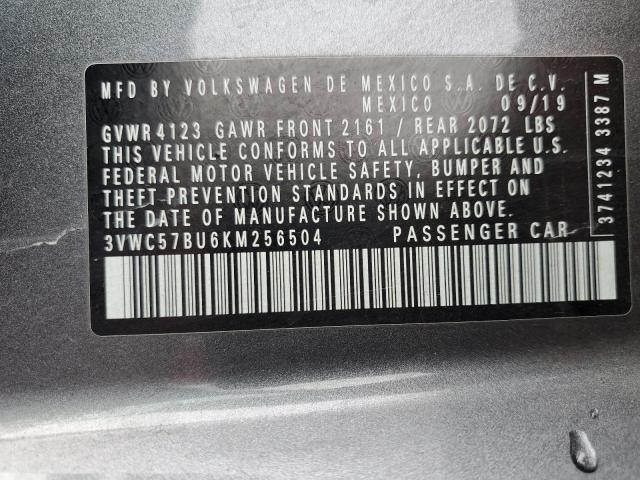 MFD BY VOLKSWAGEN DE MEXICO S.A. DE C.V.
MEXICO 09/19
GVWR 4123 GAWR FRONT 2161 / REAR 2072 LBS
THIS VEHICLE CONFORMS TO ALL APPLICABLE U.S.
FEDERAL MOTOR VEHICLE SAFETY, BUMPER AND
THEFT PREVENTION STANDARDS IN EFFECT ON
THE DATE OF MANUFACTURE SHOWN ABOVE.
3VWC57BU6KM256504 PASSENGER CAR
3741234 3387 M